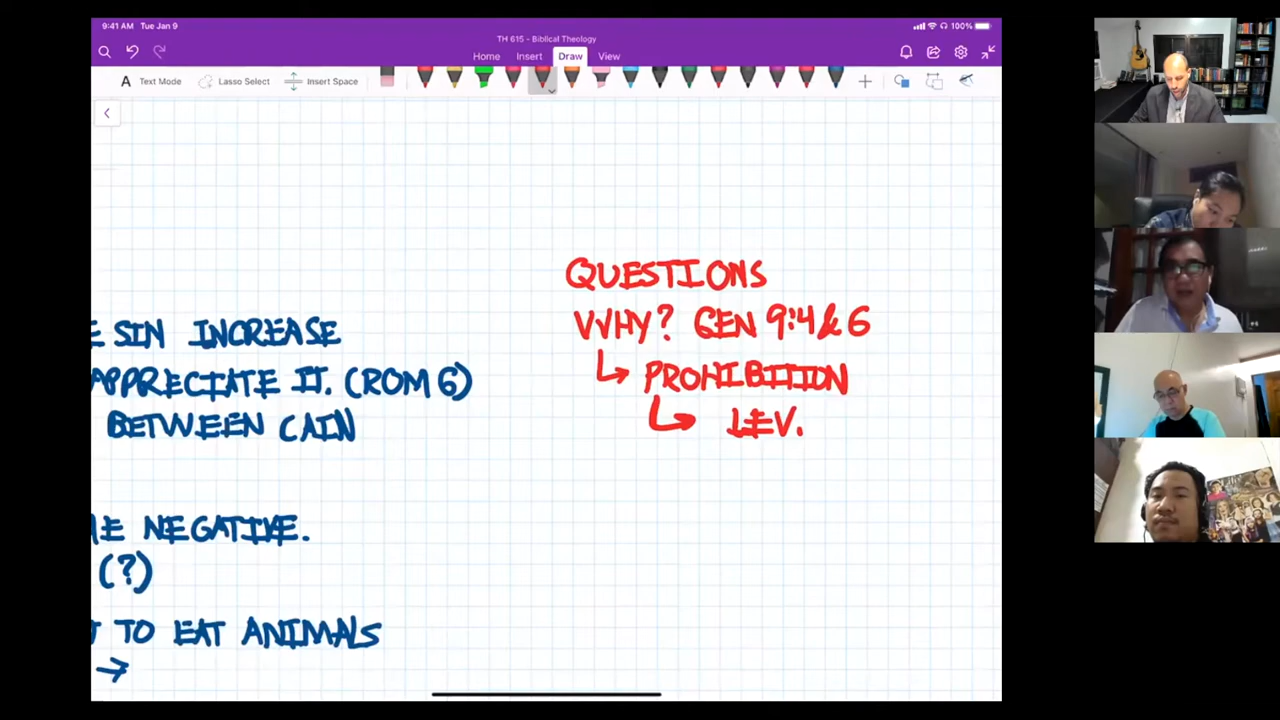 9:41 AM Tue Jan 9
100%
TH 615 - Biblical Theology
Home Insert Draw View
A Text Mode Lasso Select Insert Space
QUESTIONS
WHY? GEN 9:4 & 6
PROHIBITION
LEV.
E SIN INCREASE
APPRECIATE IT. (ROM 6)
BETWEEN CAIN
NEGATIVE.
(?)
TO EAT ANIMALS